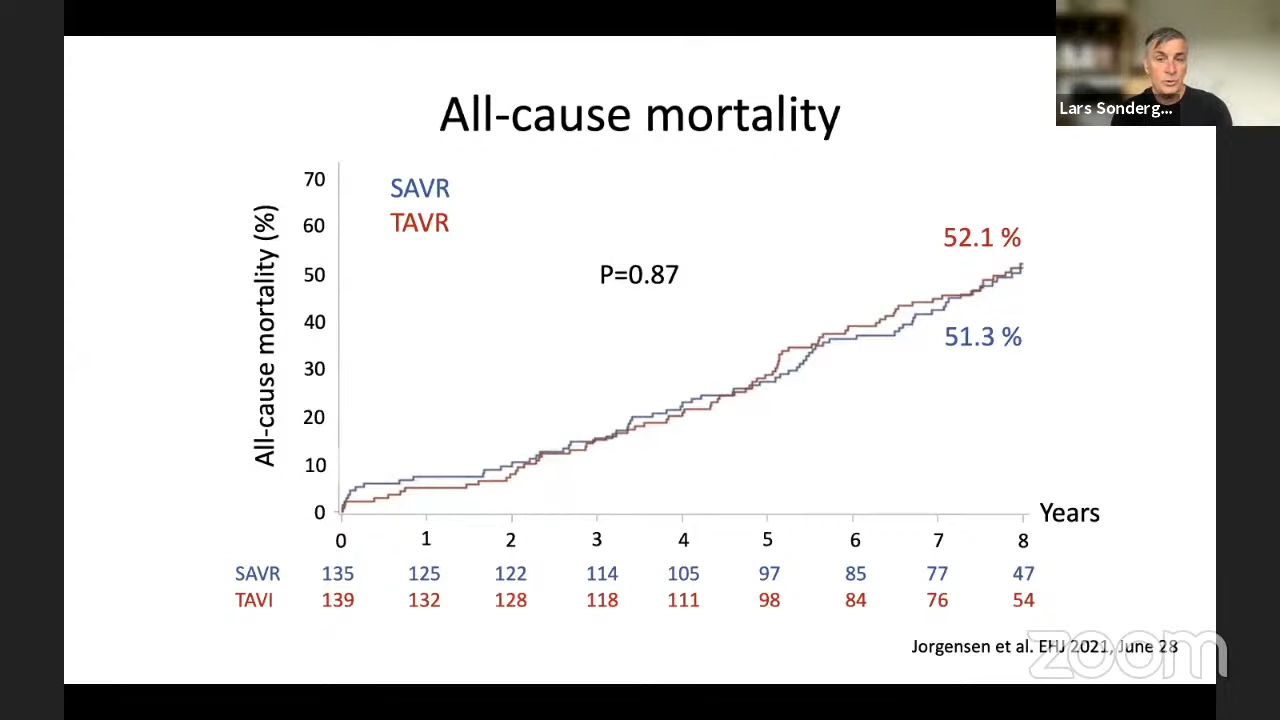 Lars Sonderg...
All-cause mortality
All-cause mortality (%)
70
60
50
40
30
20
10
0
SAVR
TAVR
P=0.87
52.1 %
51.3 %
Years
0 1 2 3 4 5 6 7 8
SAVR 135 125 122 114 105 97 85 77 47
TAVI 139 132 128 118 111 98 84 76 54
Jorgensen et al. EHJ 2021, June 28
zoom